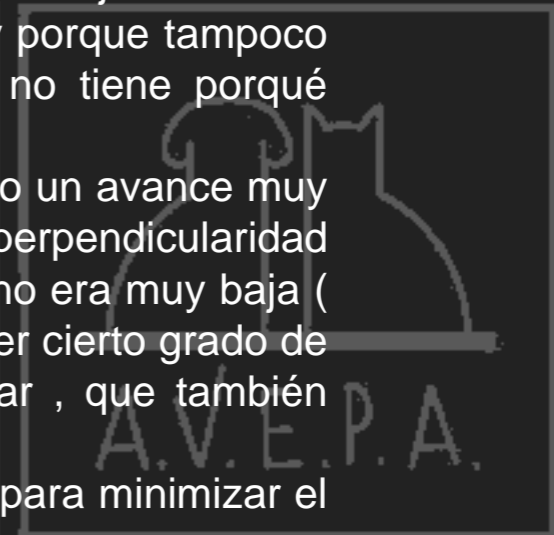 porque tampoco
no tiene porqué
o un avance muy
perpendicularidad
no era muy baja (
er cierto grado de
ar , que también
para minimizar el
A.V.E.P.A.